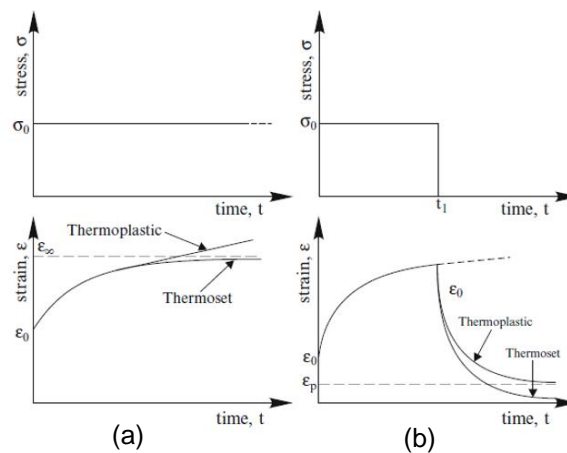 stress, σ
σ0
time, t
strain, ε
ε∞
Thermoplastic
Thermoset
ε0
time, t
(a)
stress, σ
σ0
t1
time, t
strain, ε
ε0
Thermoplastic
Thermoset
ε0
εp
time, t
(b)